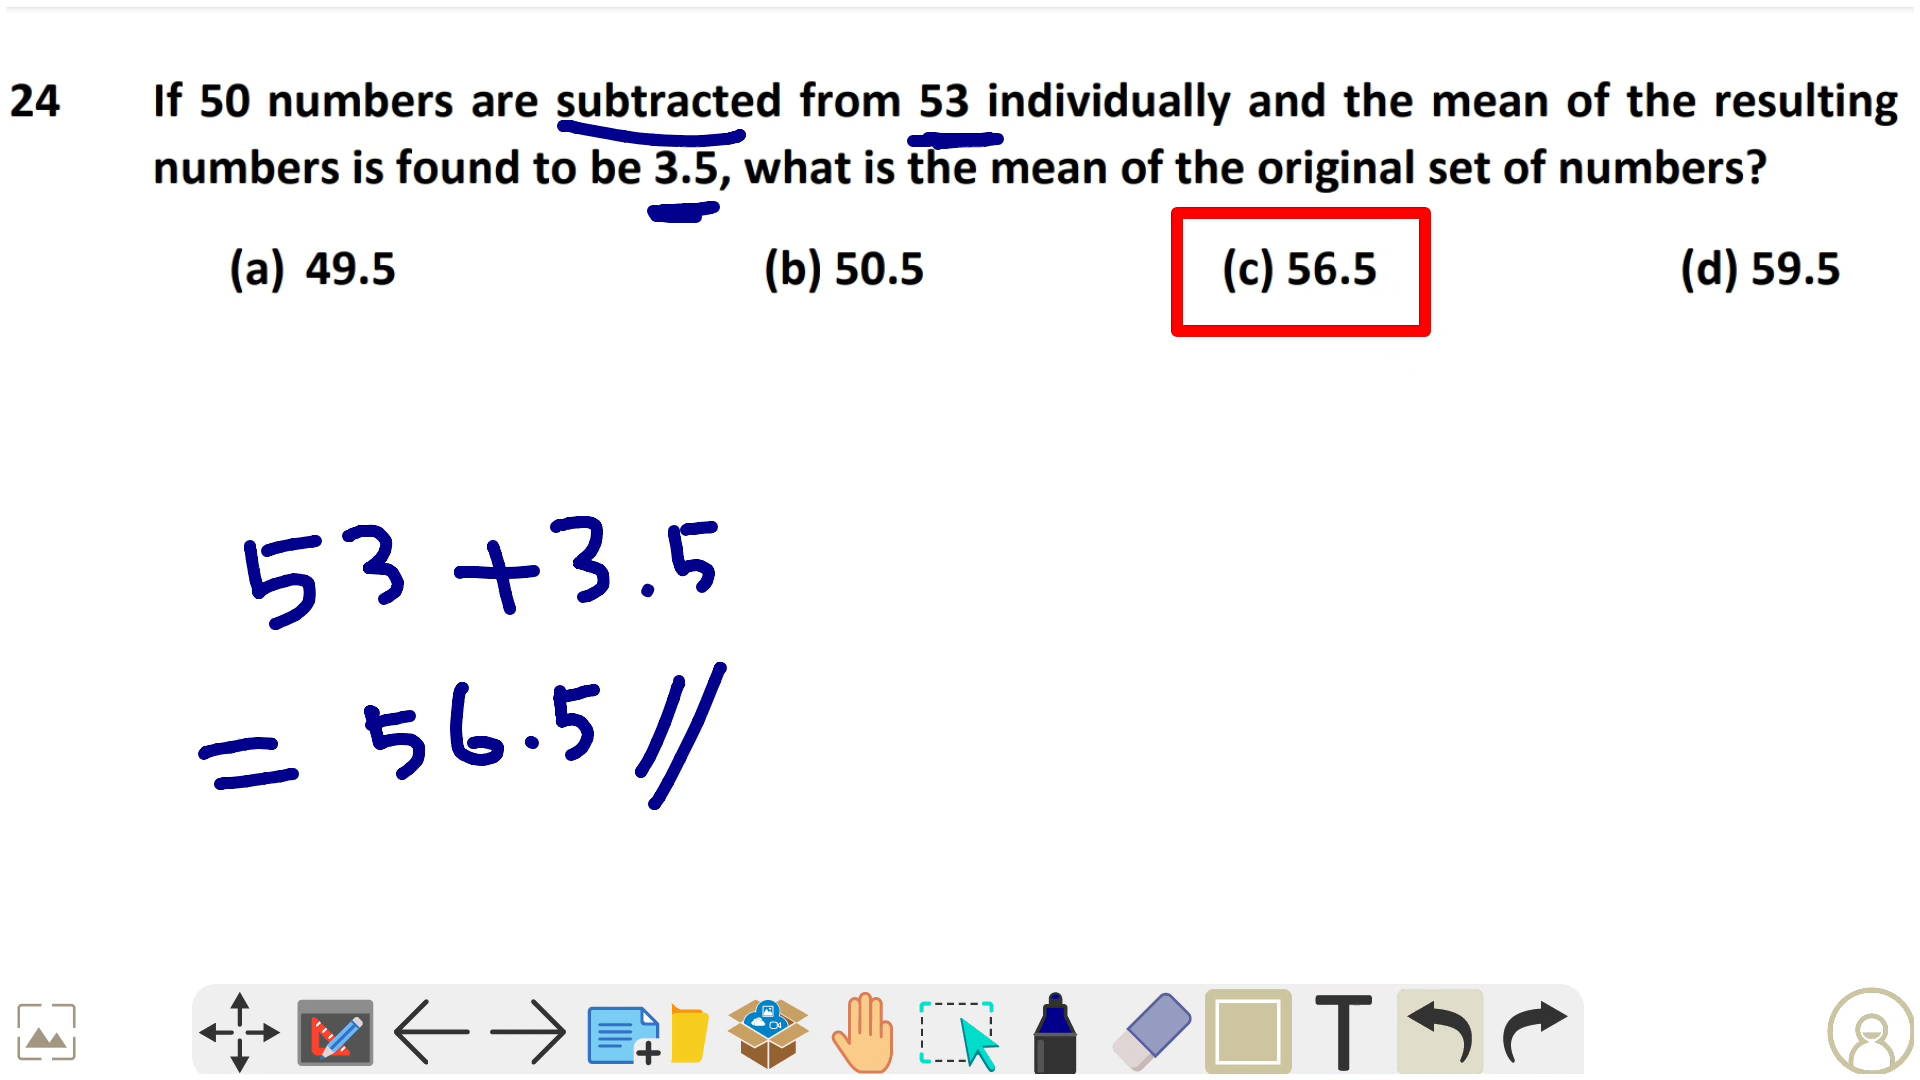 24 If 50 numbers are subtracted from 53 individually and the mean of the resulting
numbers is found to be 3.5, what is the mean of the original set of numbers?
(a) 49.5 (b) 50.5 (c) 56.5 (d) 59.5
53 + 3.5
= 56.5 //
T